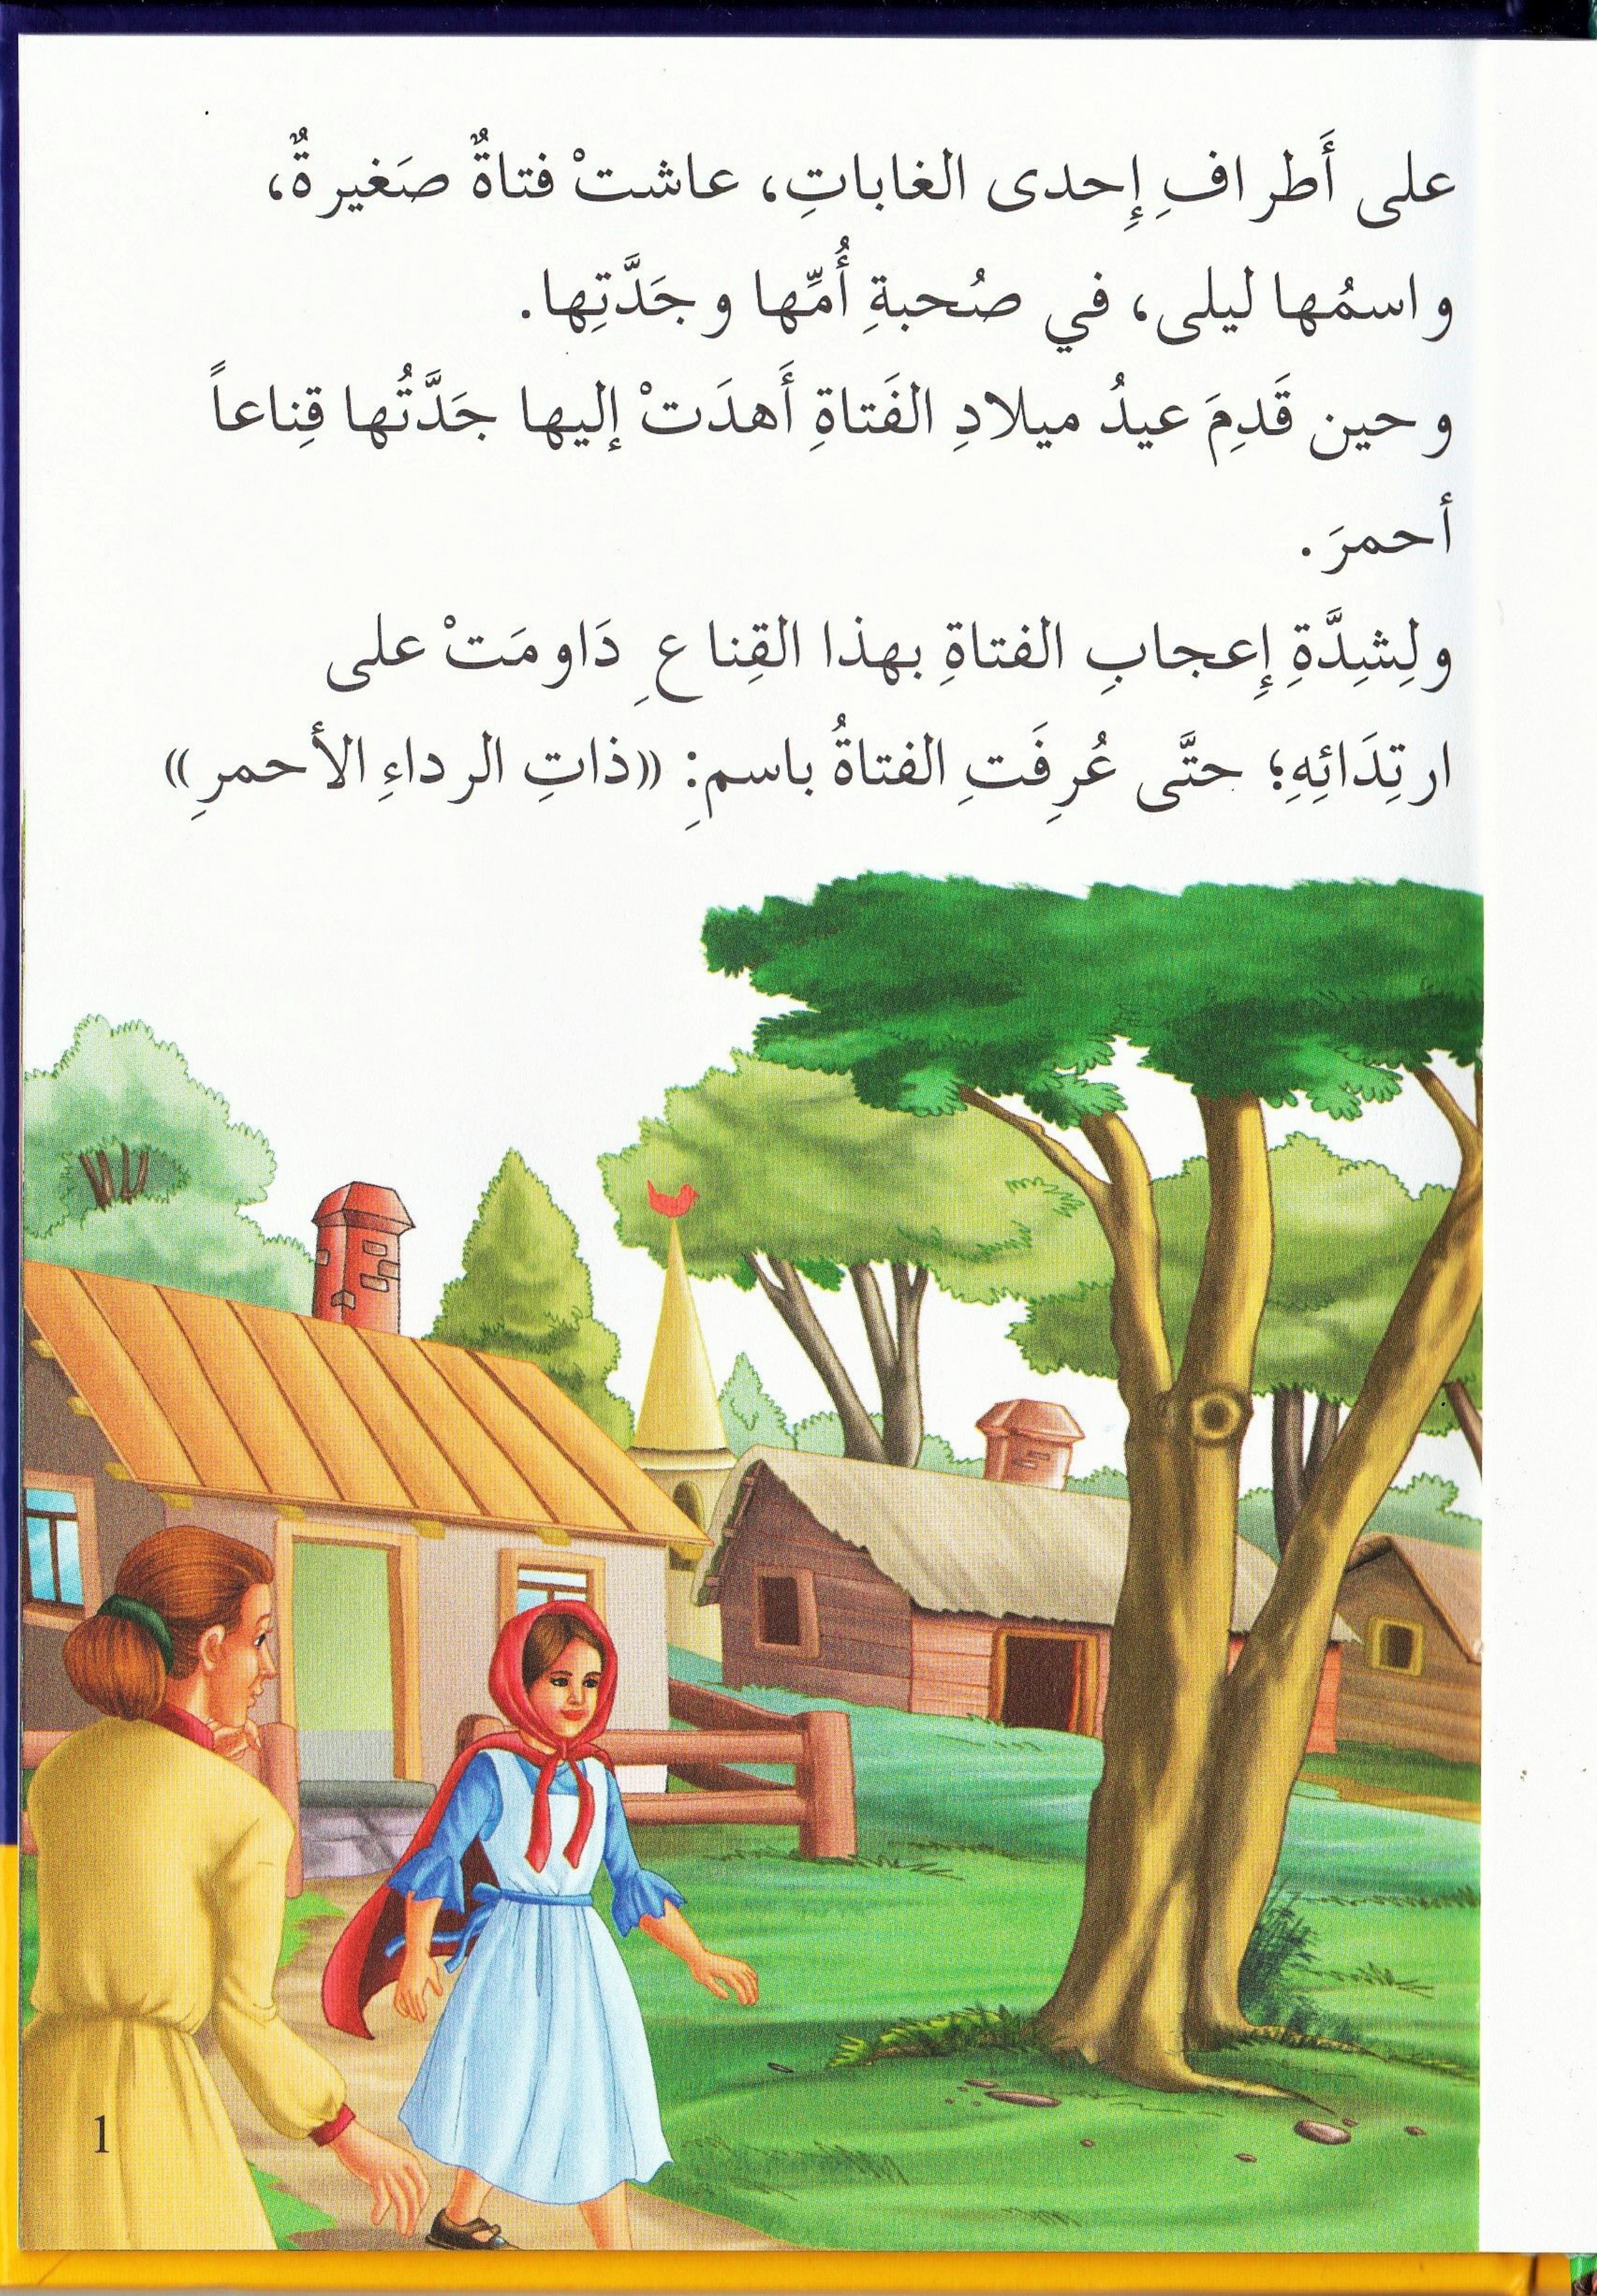 على أَطرافِ إِحدى الغاباتِ، عاشتْ فتاةٌ صَغيرةٌ،
واسمُها ليلى، في صُحبةِ أُمِّها وجَدَّتِها.
وحين قَدِمَ عيدُ ميلادِ الفَتاةِ أَهدَتْ إليها جَدَّتُها قِناعاً
أحمرَ.
ولِشِدَّةِ إِعجابِ الفتاةِ بهذا القِناعِ دَاومَتْ على
ارتِدَائِهِ؛ حتَّى عُرِفَتِ الفتاةُ باسمِ: «ذاتِ الرداءِ الأحمرِ»
1